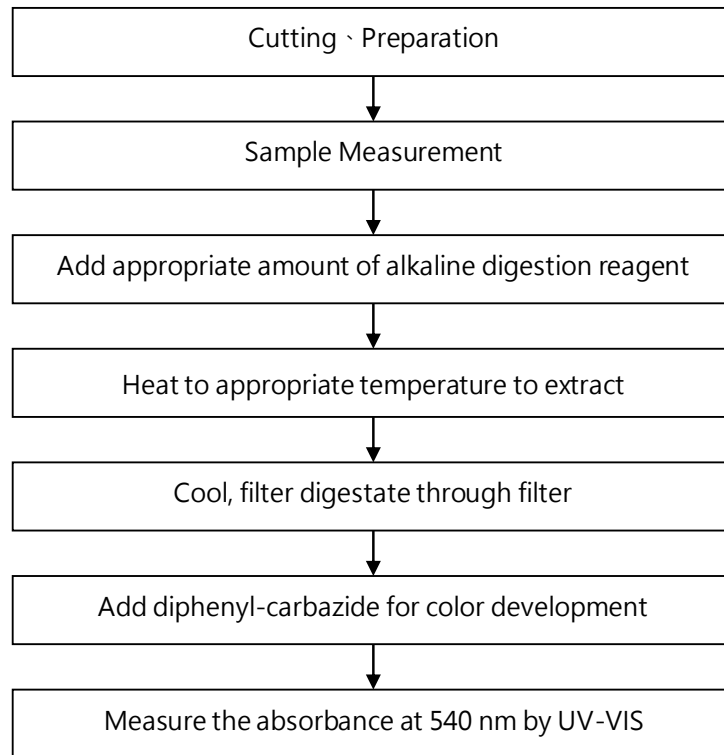 Cutting、Preparation
Sample Measurement
Add appropriate amount of alkaline digestion reagent
Heat to appropriate temperature to extract
Cool, filter digestate through filter
Add diphenyl-carbazide for color development
Measure the absorbance at 540 nm by UV-VIS